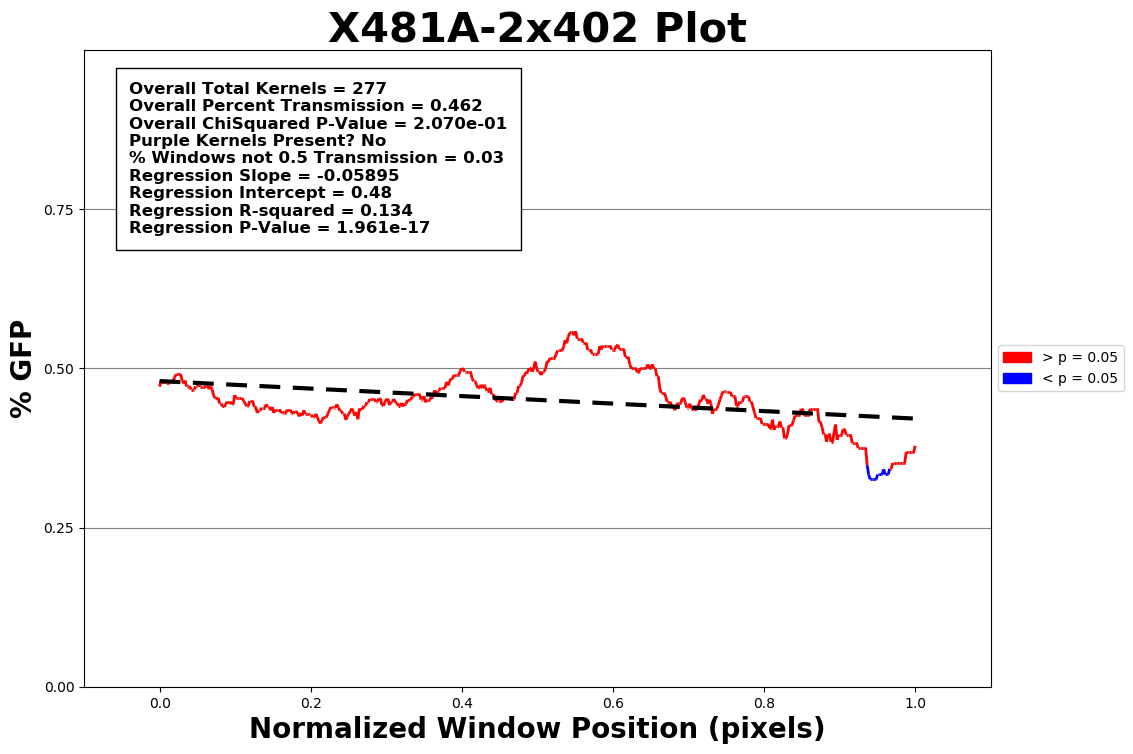 X481A-2x402 Plot
Overall Total Kernels = 277
Overall Percent Transmission = 0.462
Overall ChiSquared P-Value = 2.070e-01
Purple Kernels Present? No
% Windows not 0.5 Transmission = 0.03
Regression Slope = -0.05895
Regression Intercept = 0.48
Regression R-squared = 0.134
Regression P-Value = 1.961e-17
% GFP
0.75
0.50
0.25
0.00
> p = 0.05
< p = 0.05
0.0 0.2 0.4 0.6 0.8 1.0
Normalized Window Position (pixels)